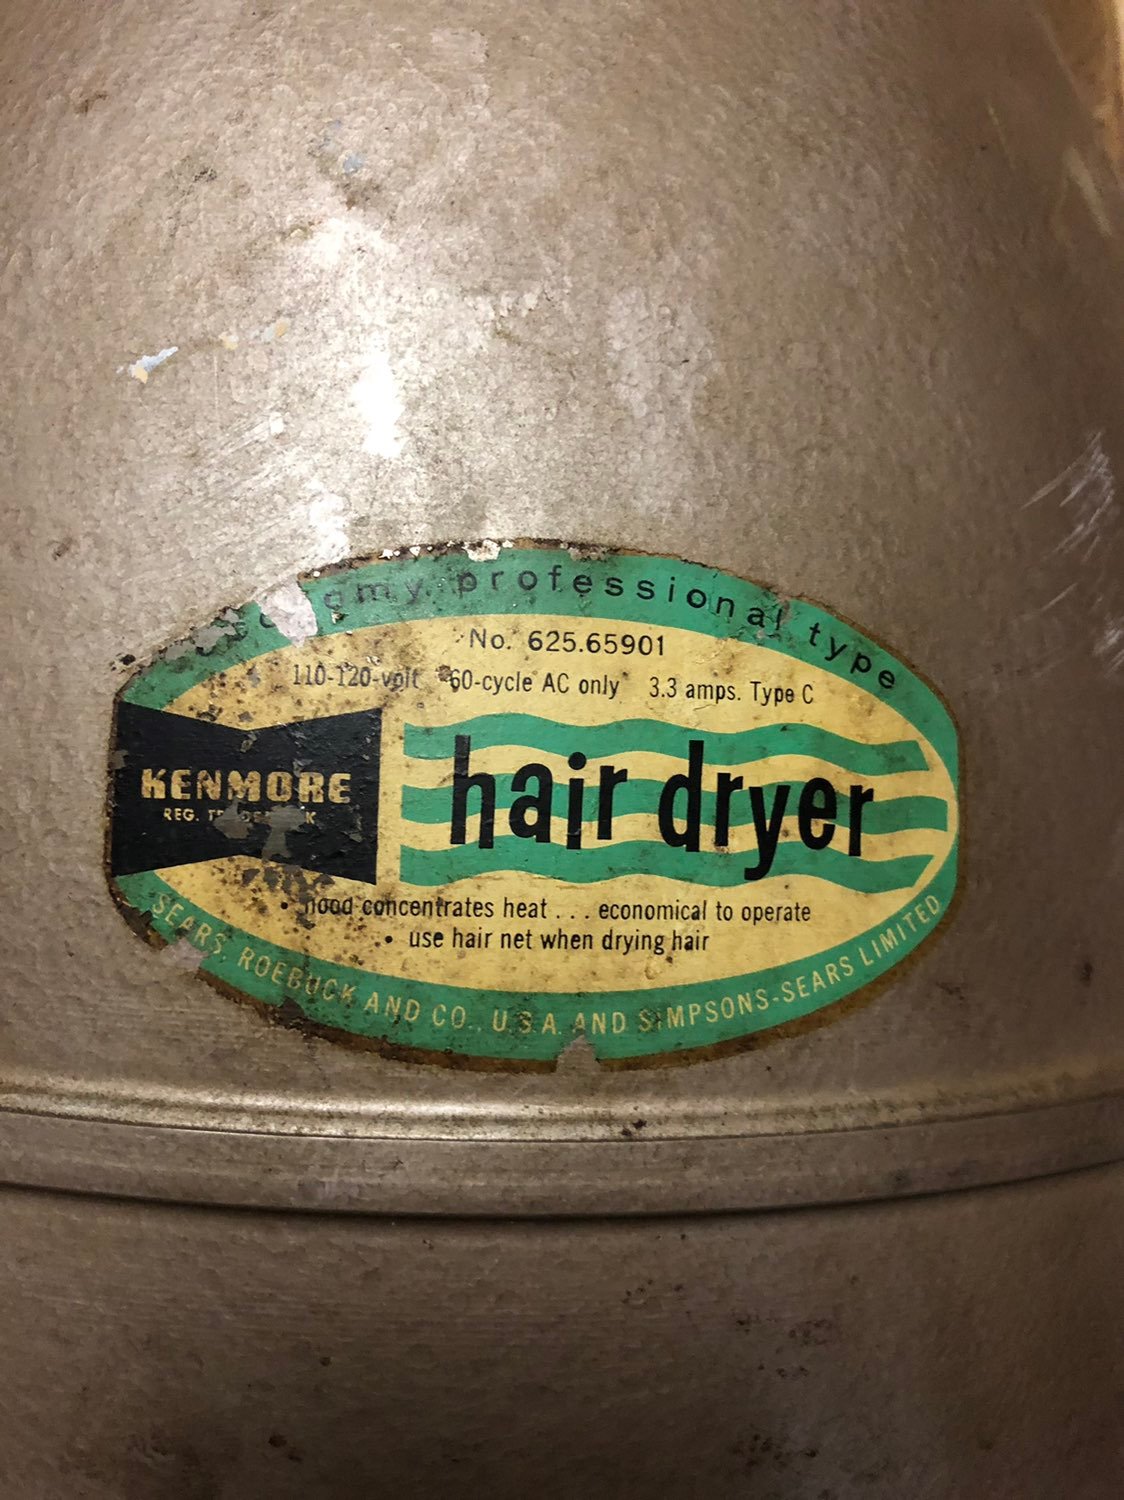 professional type
No. 625.65901
110-120-volt 60-cycle AC only 3.3 amps. Type C
KENMORE
REG.
hair dryer
• hood concentrates heat . . . economical to operate
• use hair net when drying hair
SEARS, ROEBUCK AND CO., U.S.A. AND SIMPSONS-SEARS LIMITED